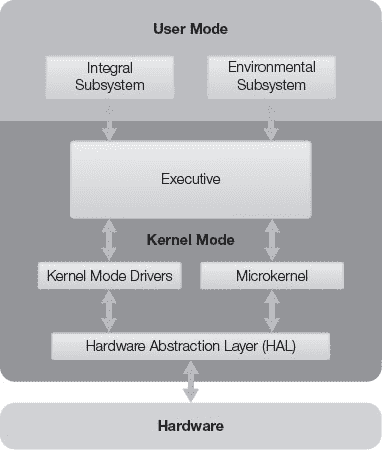 User Mode
Integral
Subsystem
Environmental
Subsystem
Executive
Kernel Mode
Kernel Mode Drivers
Microkernel
Hardware Abstraction Layer (HAL)
Hardware